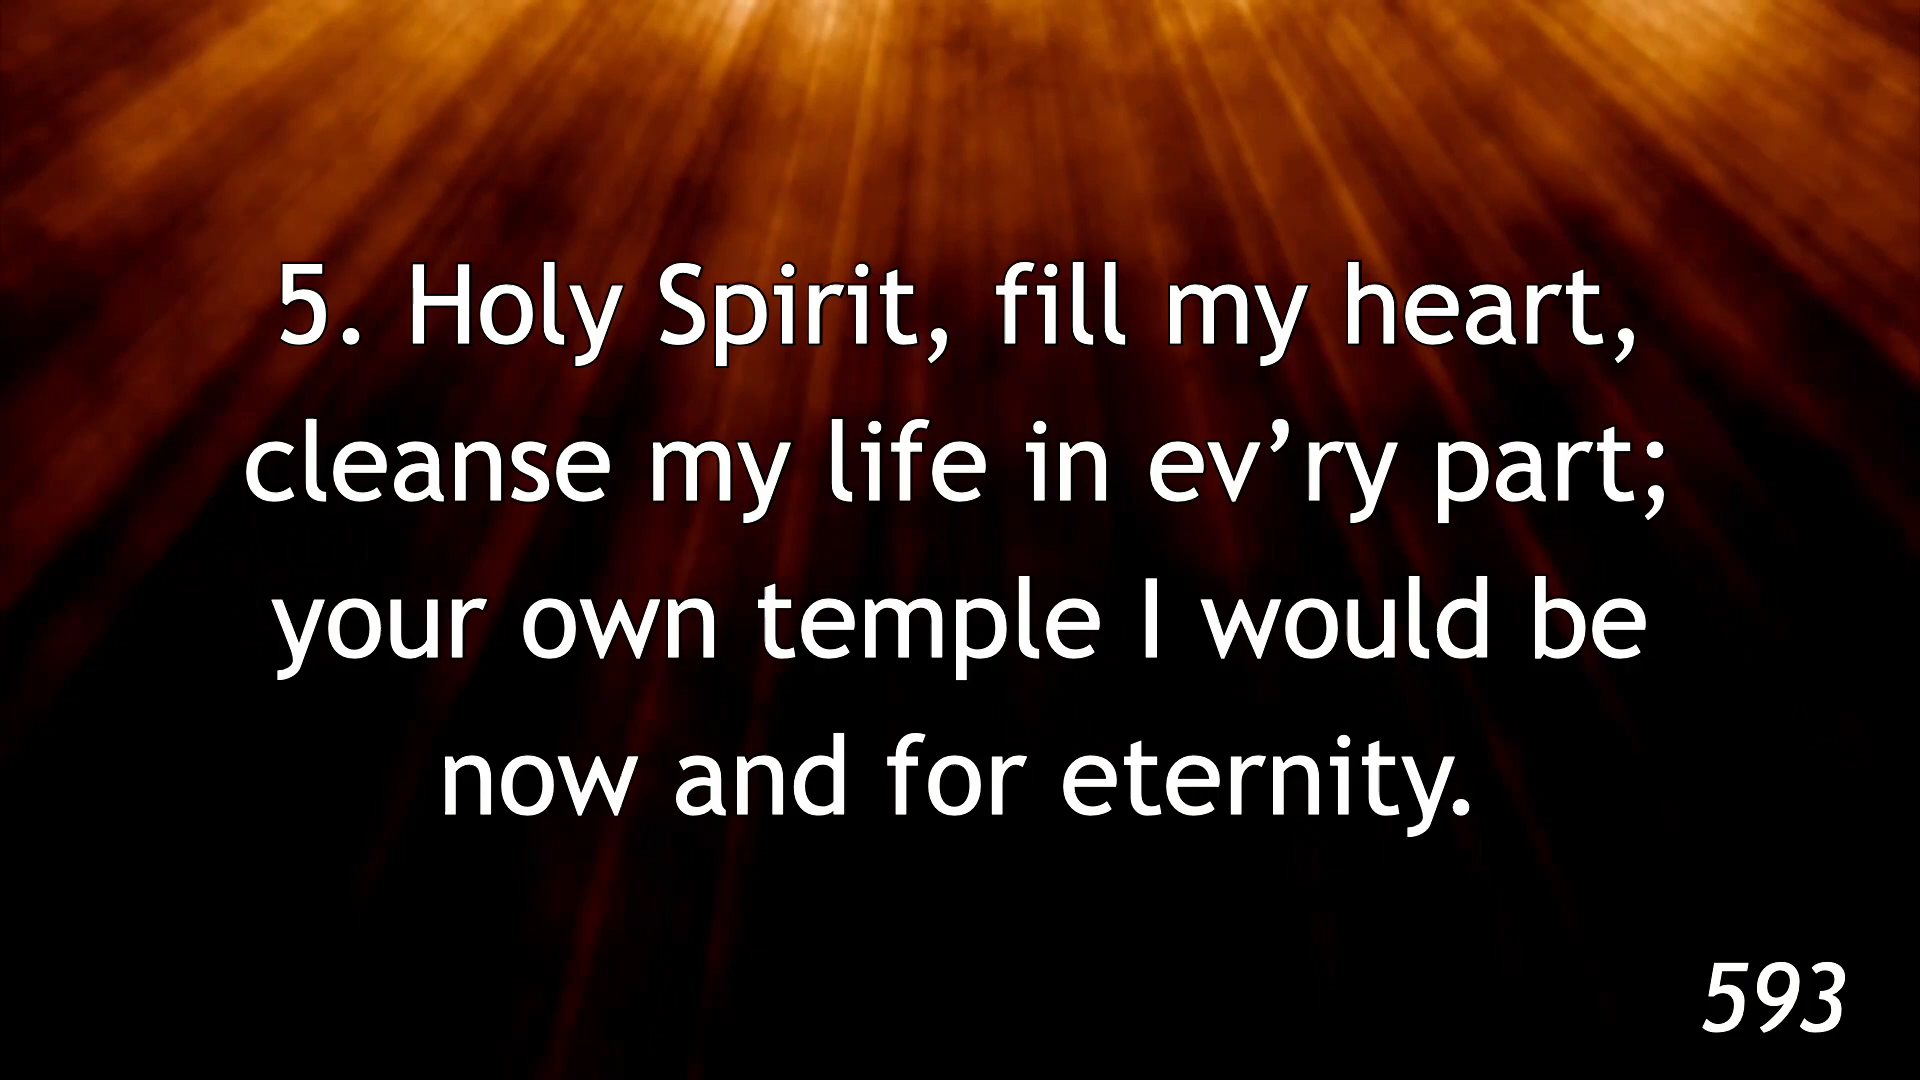 5. Holy Spirit, fill my heart,
cleanse my life in ev’ry part;
your own temple I would be
now and for eternity.
593